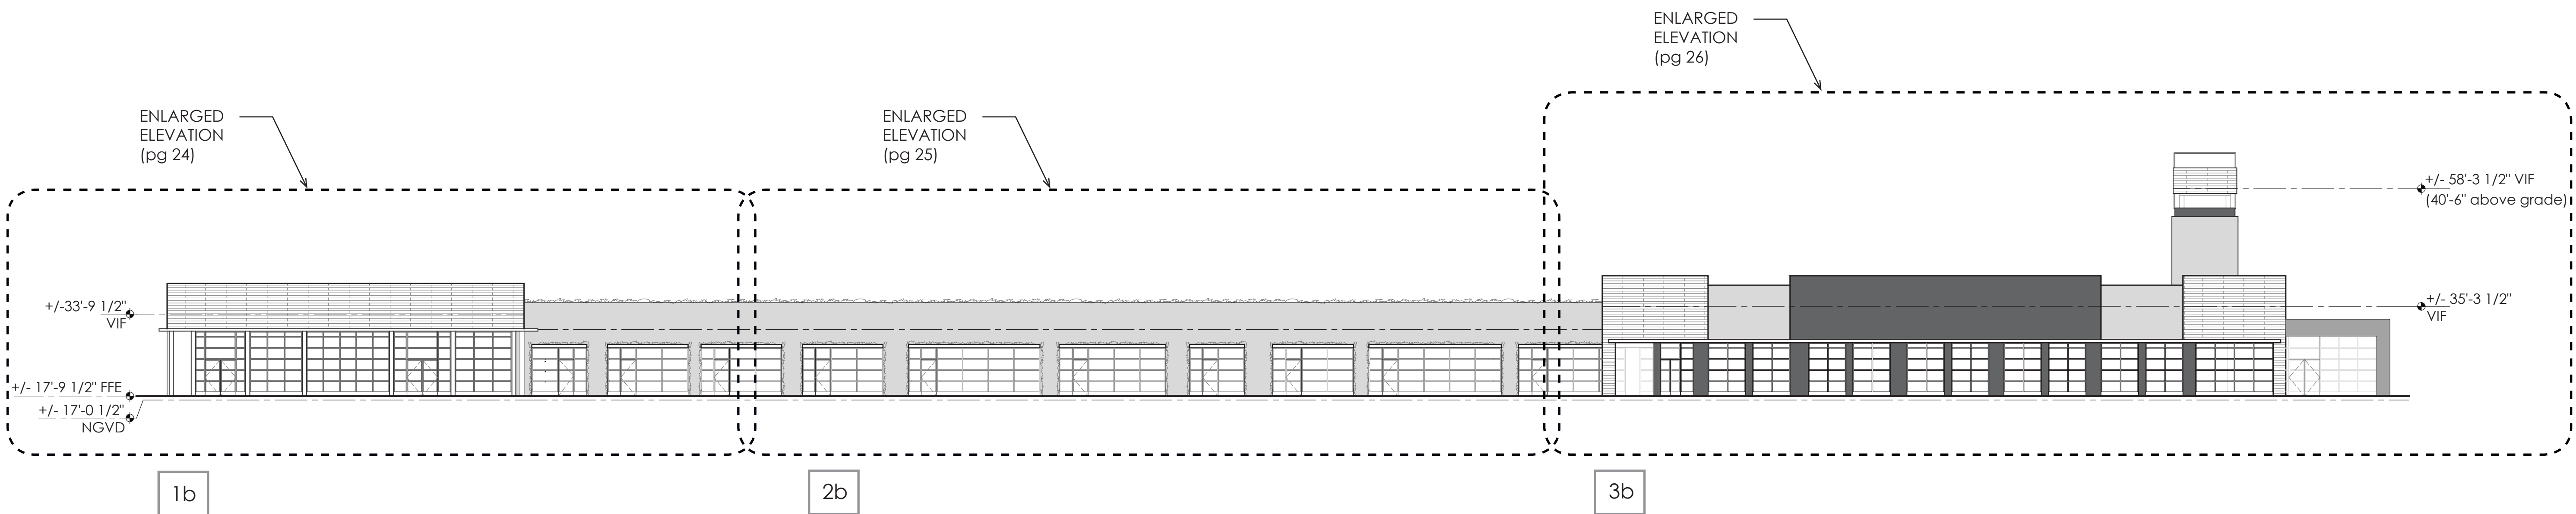 ENLARGED
ELEVATION
(pg 26)
ENLARGED
ELEVATION
(pg 24)
ENLARGED
ELEVATION
(pg 25)
+/- 58'-3 1/2" VIF
(40'-6" above grade)
+/-33'-9 1/2"
VIF
+/- 35'-3 1/2"
VIF
+/- 17'-9 1/2" FFE
+/- 17'-0 1/2"
NGVD
1b
2b
3b